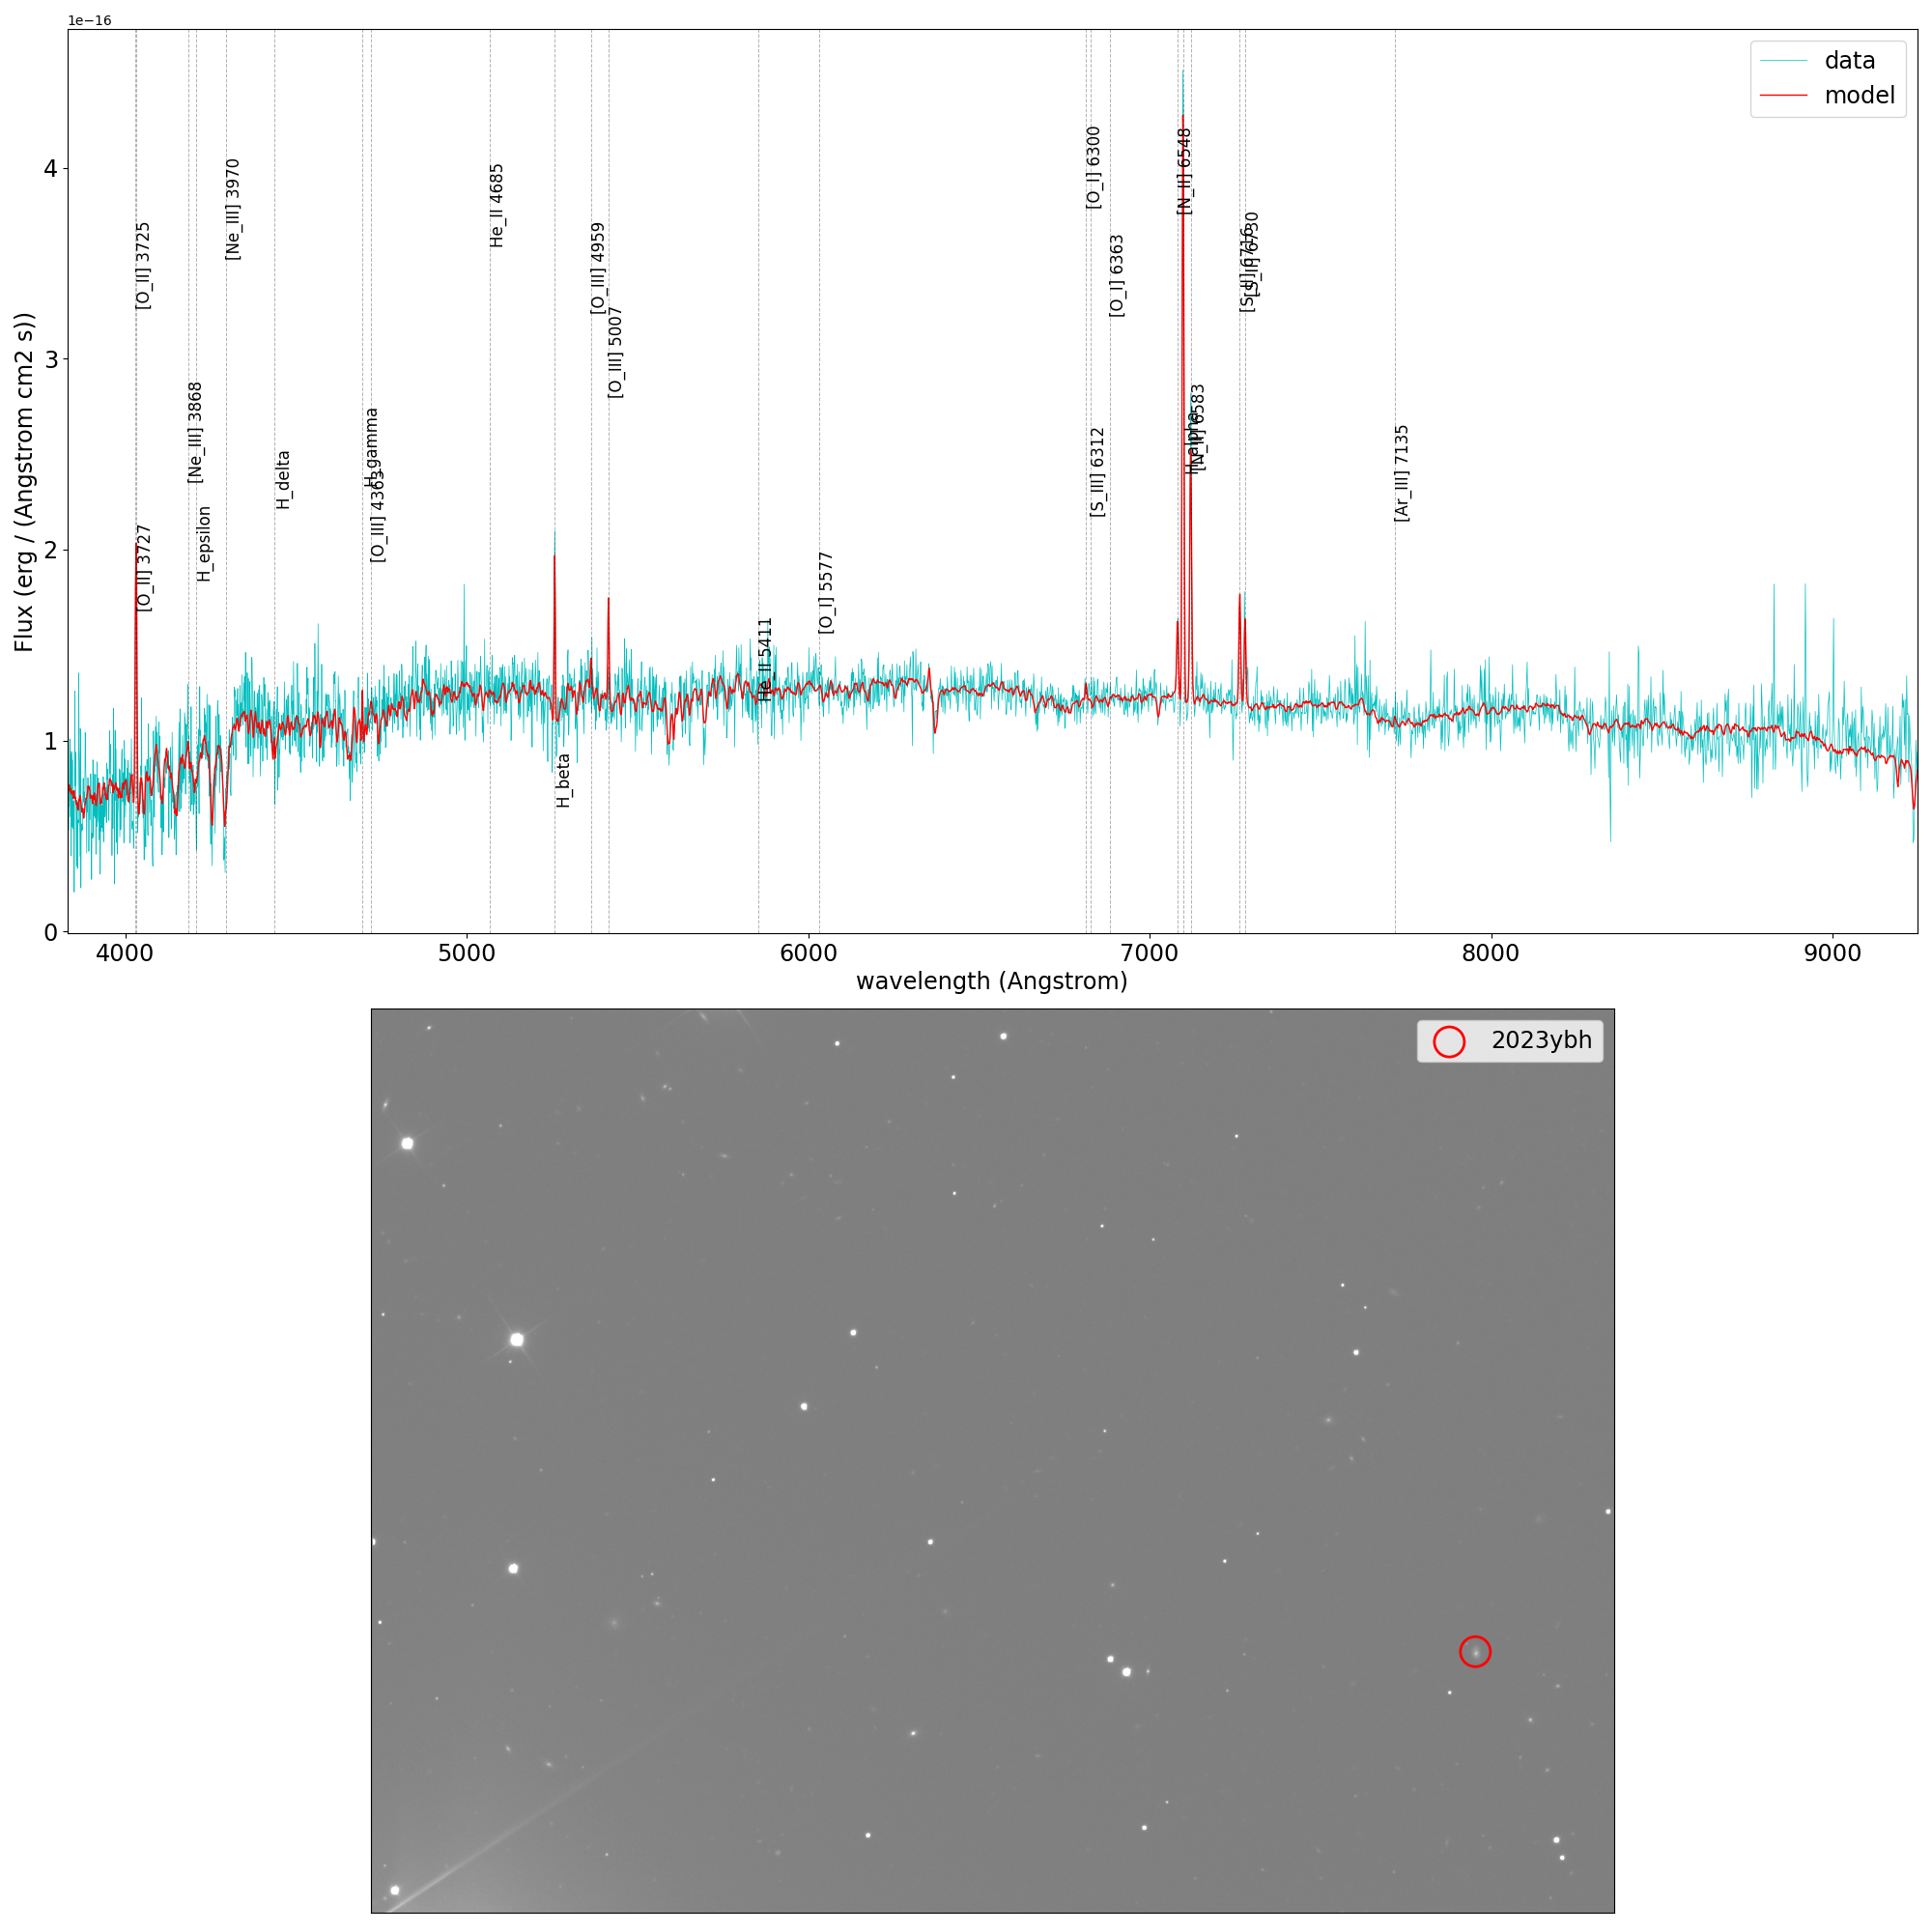 1e−16
data
model
Flux (erg / (Angstrom cm2 s))
4
3
2
1
0
[O_II] 3725
[O_II] 3727
[Ne_III] 3868
H_epsilon
[Ne_III] 3970
H_delta
H_gamma
[O_III] 4363
He_II 4685
H_beta
[O_III] 4959
[O_III] 5007
He_II 5411
[O_I] 5577
[O_I] 6300
[S_III] 6312
[O_I] 6363
[N_II] 6548
H_alpha
[N_II] 6583
[S_II] 6716
[S_II] 6730
[Ar_III] 7135
4000 5000 6000 7000 8000 9000
wavelength (Angstrom)
2023ybh